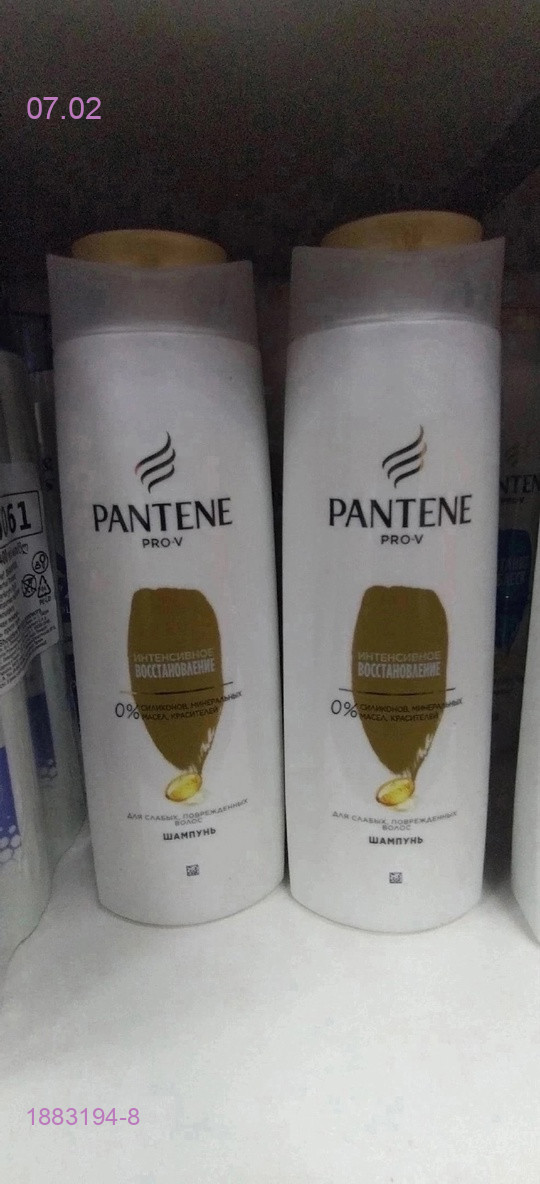 07.02
PANTENE
PRO-V
ИНТЕНСИВНОЕ
ВОССТАНОВЛЕНИЕ
0% СИЛИКОНОВ, МИНЕРАЛЬНЫХ
МАСЕЛ, КРАСИТЕЛЕЙ
ДЛЯ СЛАБЫХ, ПОВРЕЖДЕННЫХ
ВОЛОС
ШАМПУНЬ
PANTENE
PRO-V
ИНТЕНСИВНОЕ
ВОССТАНОВЛЕНИЕ
0% СИЛИКОНОВ, МИНЕРАЛЬНЫХ
МАСЕЛ, КРАСИТЕЛЕЙ
ДЛЯ СЛАБЫХ, ПОВРЕЖДЕННЫХ
ВОЛОС
ШАМПУНЬ
061
1883194-8